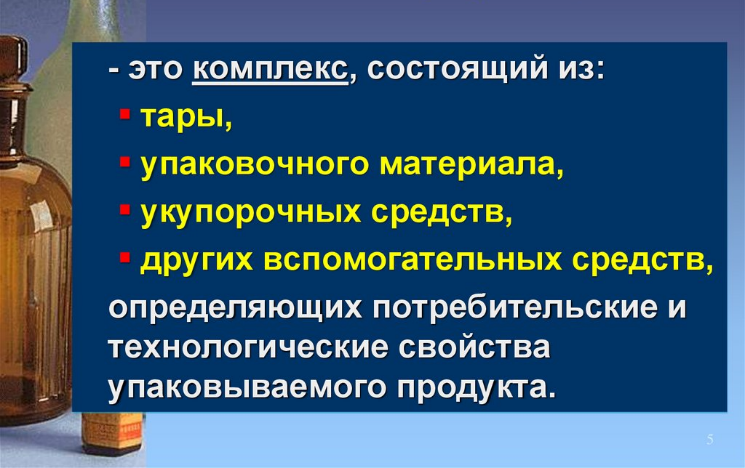 - это комплекс, состоящий из:
▪ тары,
▪ упаковочного материала,
▪ укупорочных средств,
▪ других вспомогательных средств,
определяющих потребительские и
технологические свойства
упаковываемого продукта.
5